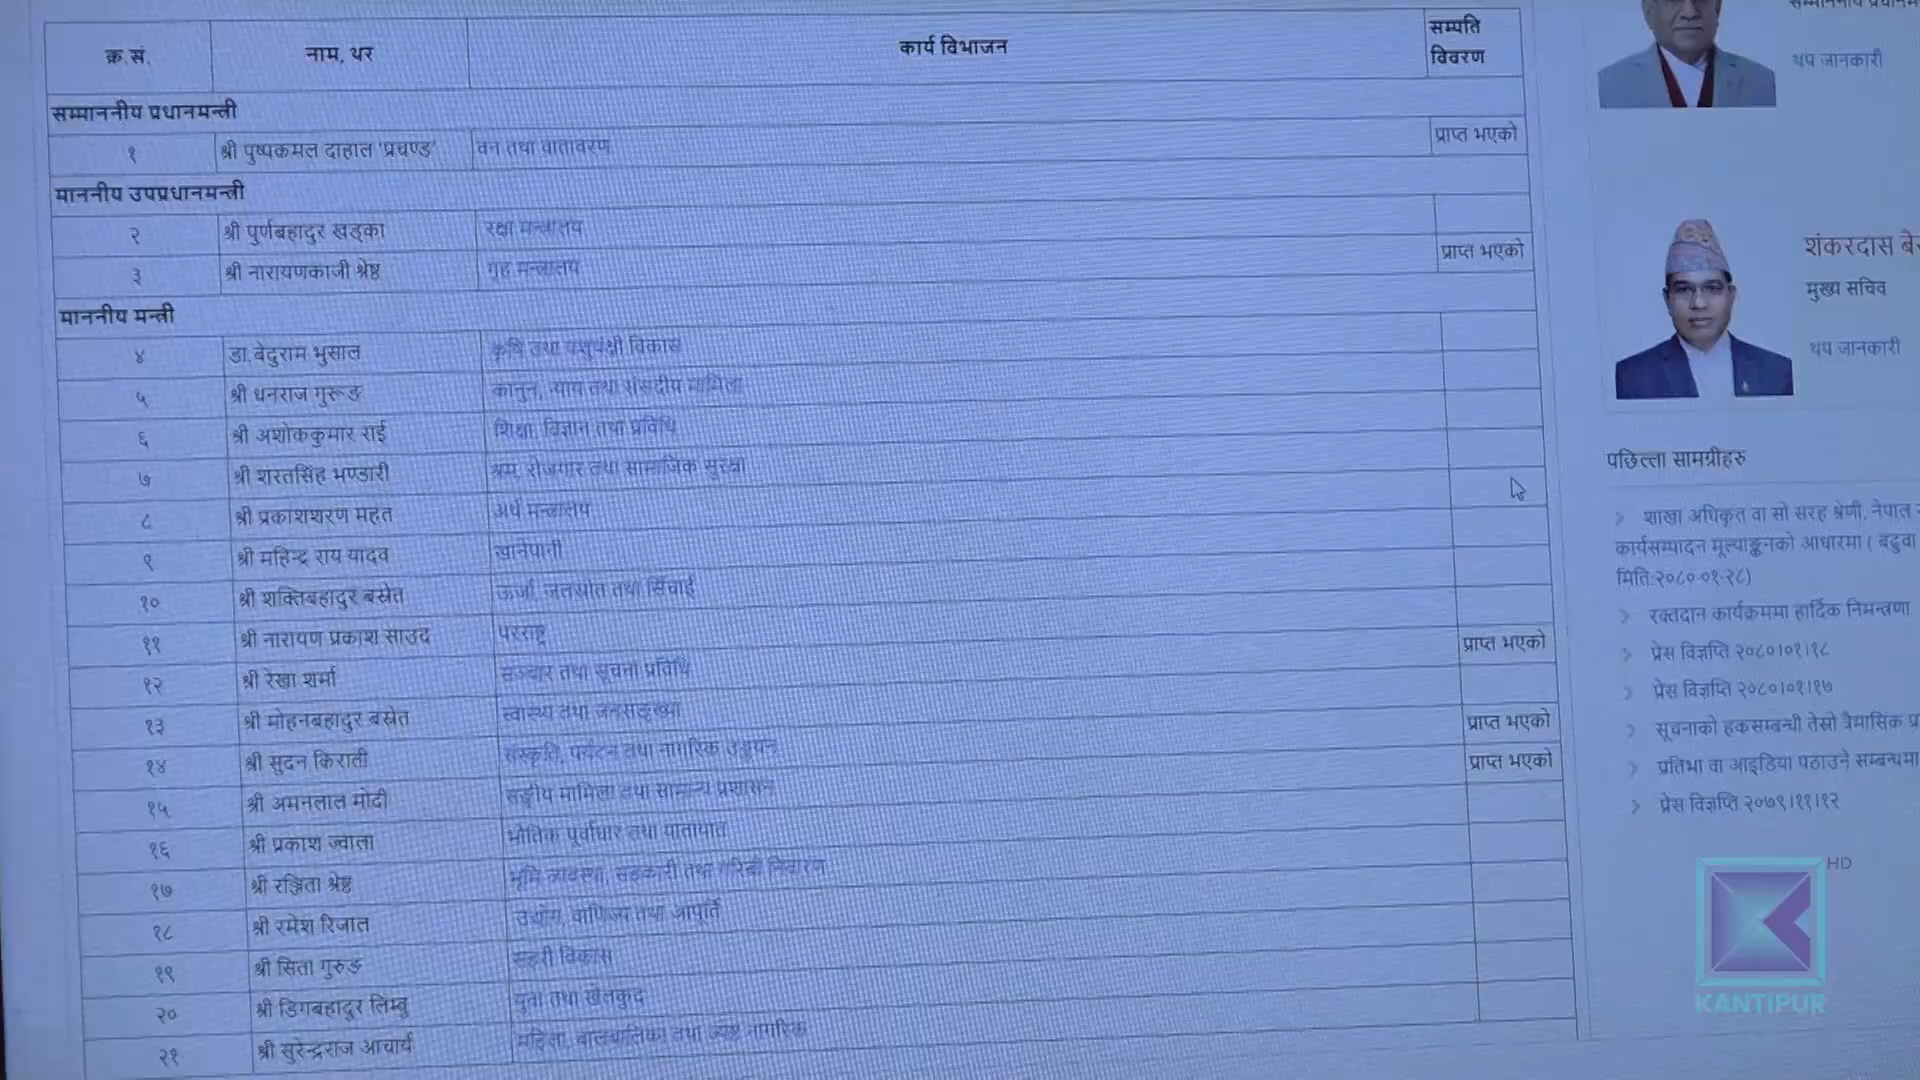 क्र.सं. नाम, थर कार्य विभाजन सम्पति विवरण
सम्माननीय प्रधानमन्त्री
१ श्री पुष्पकमल दाहाल 'प्रचण्ड' वन तथा वातावरण प्राप्त भएको
माननीय उपप्रधानमन्त्री
२ श्री पुर्णबहादुर खड्का रक्षा मन्त्रालय
३ श्री नारायणकाजी श्रेष्ठ गृह मन्त्रालय प्राप्त भएको
माननीय मन्त्री
४ डा.बेदुराम भुसाल कृषि तथा पशुपंक्षी विकास
५ श्री धनराज गुरूङ कानुन, न्याय तथा संसदीय मामिला
६ श्री अशोककुमार राई शिक्षा, विज्ञान तथा प्रविधि
७ श्री शरतसिंह भण्डारी श्रम, रोजगार तथा सामाजिक सुरक्षा
८ श्री प्रकाशशरण महत अर्थ मन्त्रालय
९ श्री महिन्द्र राय यादव खानेपानी
१० श्री शक्तिबहादुर बस्नेत ऊर्जा, जलस्रोत तथा सिंचाई
११ श्री नारायण प्रकाश साउद परराष्ट्र
१२ श्री रेखा शर्मा सञ्चार तथा सूचना प्रविधि प्राप्त भएको
१३ श्री मोहनबहादुर बस्नेत स्वास्थ्य तथा जनसङ्ख्या
१४ श्री सुदन किराती संस्कृति, पर्यटन तथा नागरिक उड्डयन प्राप्त भएको
१५ श्री अमनलाल मोदी सङ्घीय मामिला तथा सामान्य प्रशासन प्राप्त भएको
१६ श्री प्रकाश ज्वाला भौतिक पूर्वाधार तथा यातायात
१७ श्री रञ्जिता श्रेष्ठ भूमि व्यवस्था, सहकारी तथा गरिबी निवारण
१८ श्री रमेश रिजाल उद्योग, वाणिज्य तथा आपूर्ति
१९ श्री सिता गुरुङ सहरी विकास
२० श्री डिगबहादुर लिम्बु युवा तथा खेलकुद
२१ श्री सुरेन्द्रराज आचार्य महिला, बालबालिका तथा ज्येष्ठ नागरिक
थप जानकारी
शंकरदास
मुख्य सचिव
थप जानकारी
पछिल्ला सामग्रीहरु
शाखा अधिकृत वा सो सरह श्रेणी, नेपाल
कार्यसम्पादन मूल्याङ्कनको आधारमा ( बढुवा
मिति:२०८०-०१-२८)
रक्तदान कार्यक्रममा हार्दिक निमन्त्रणा
प्रेस विज्ञप्ति २०८०।०१।१८
प्रेस विज्ञप्ति २०८०।०१।१७
सूचनाको हकसम्बन्धी तेस्रो त्रैमासिक
प्रतिभा वा आइडिया पठाउने सम्बन्धमा
प्रेस विज्ञप्ति २०७९।११।१२
HD
KANTIPUR